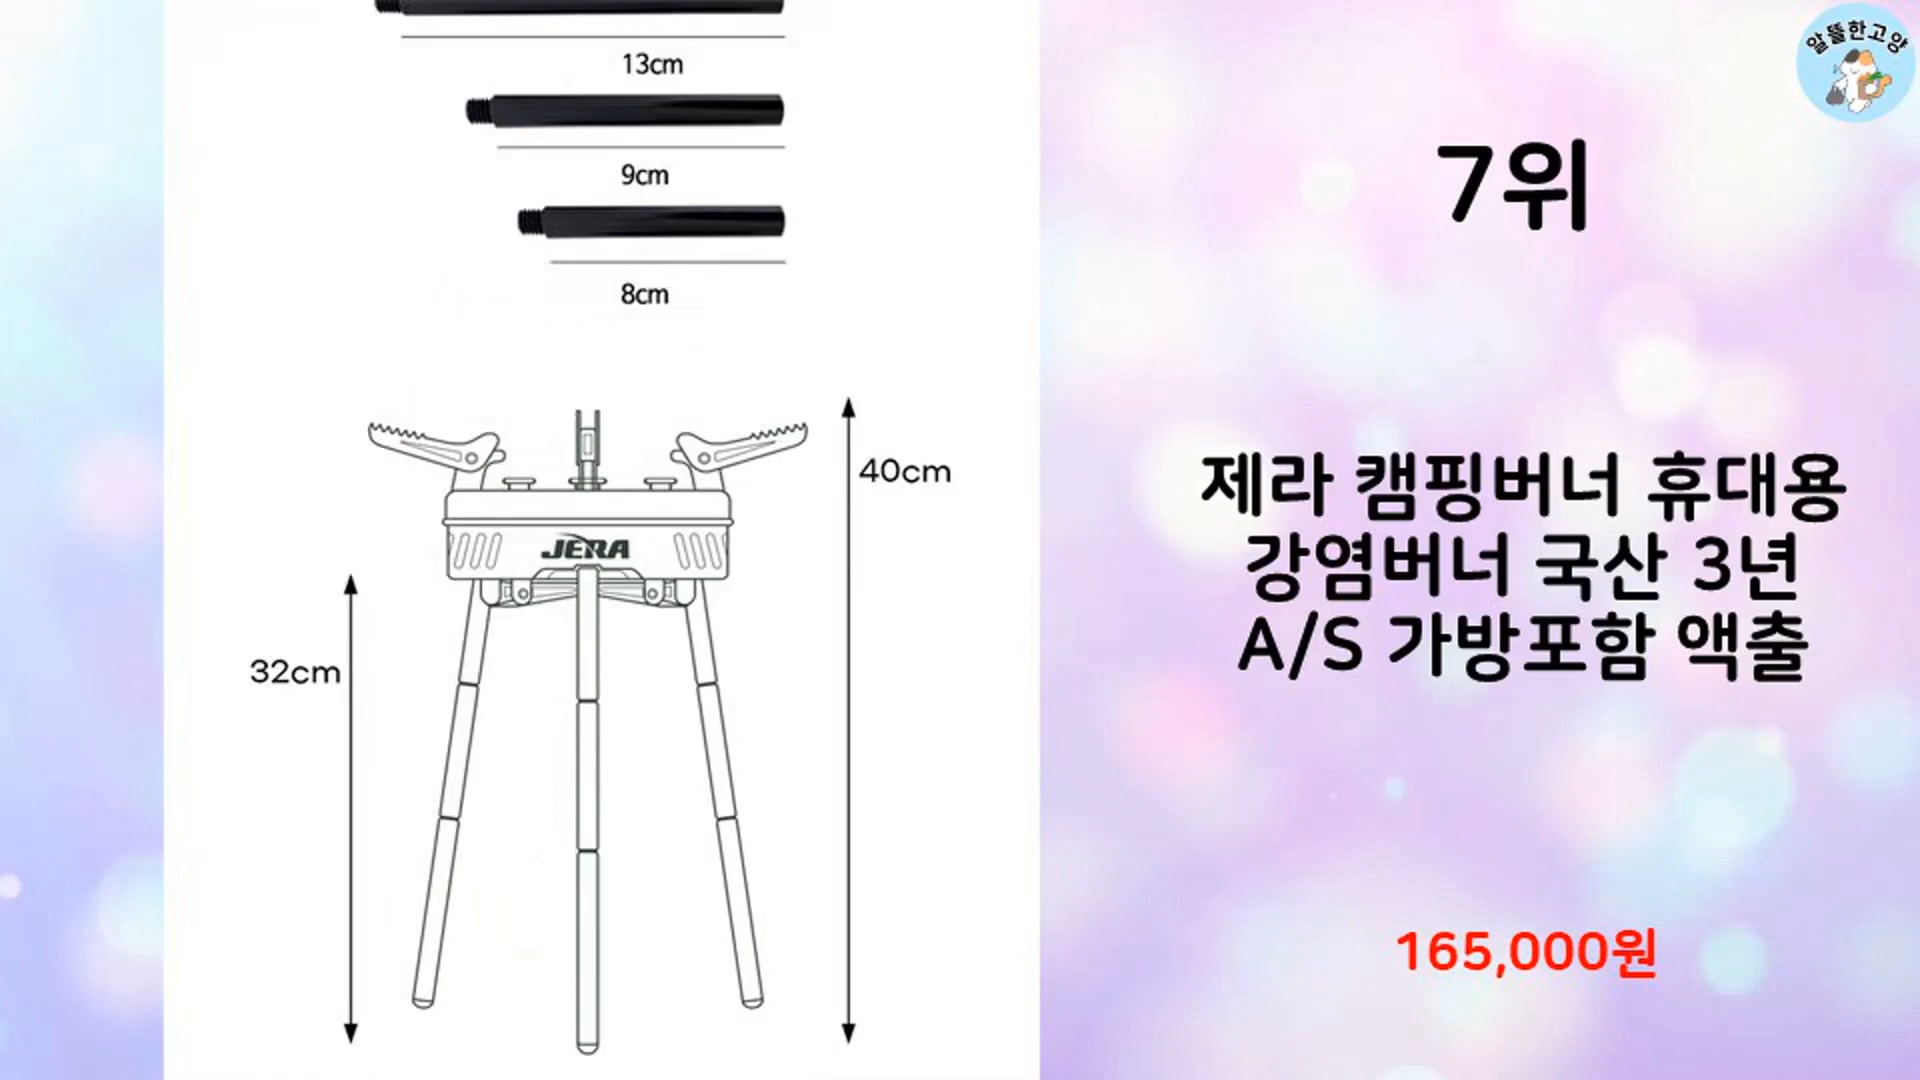 13cm
9cm
8cm
40cm
JERA
32cm
알뜰한고양
7위
제라 캠핑버너 휴대용
강염버너 국산 3년
A/S 가방포함 액출
165,000원